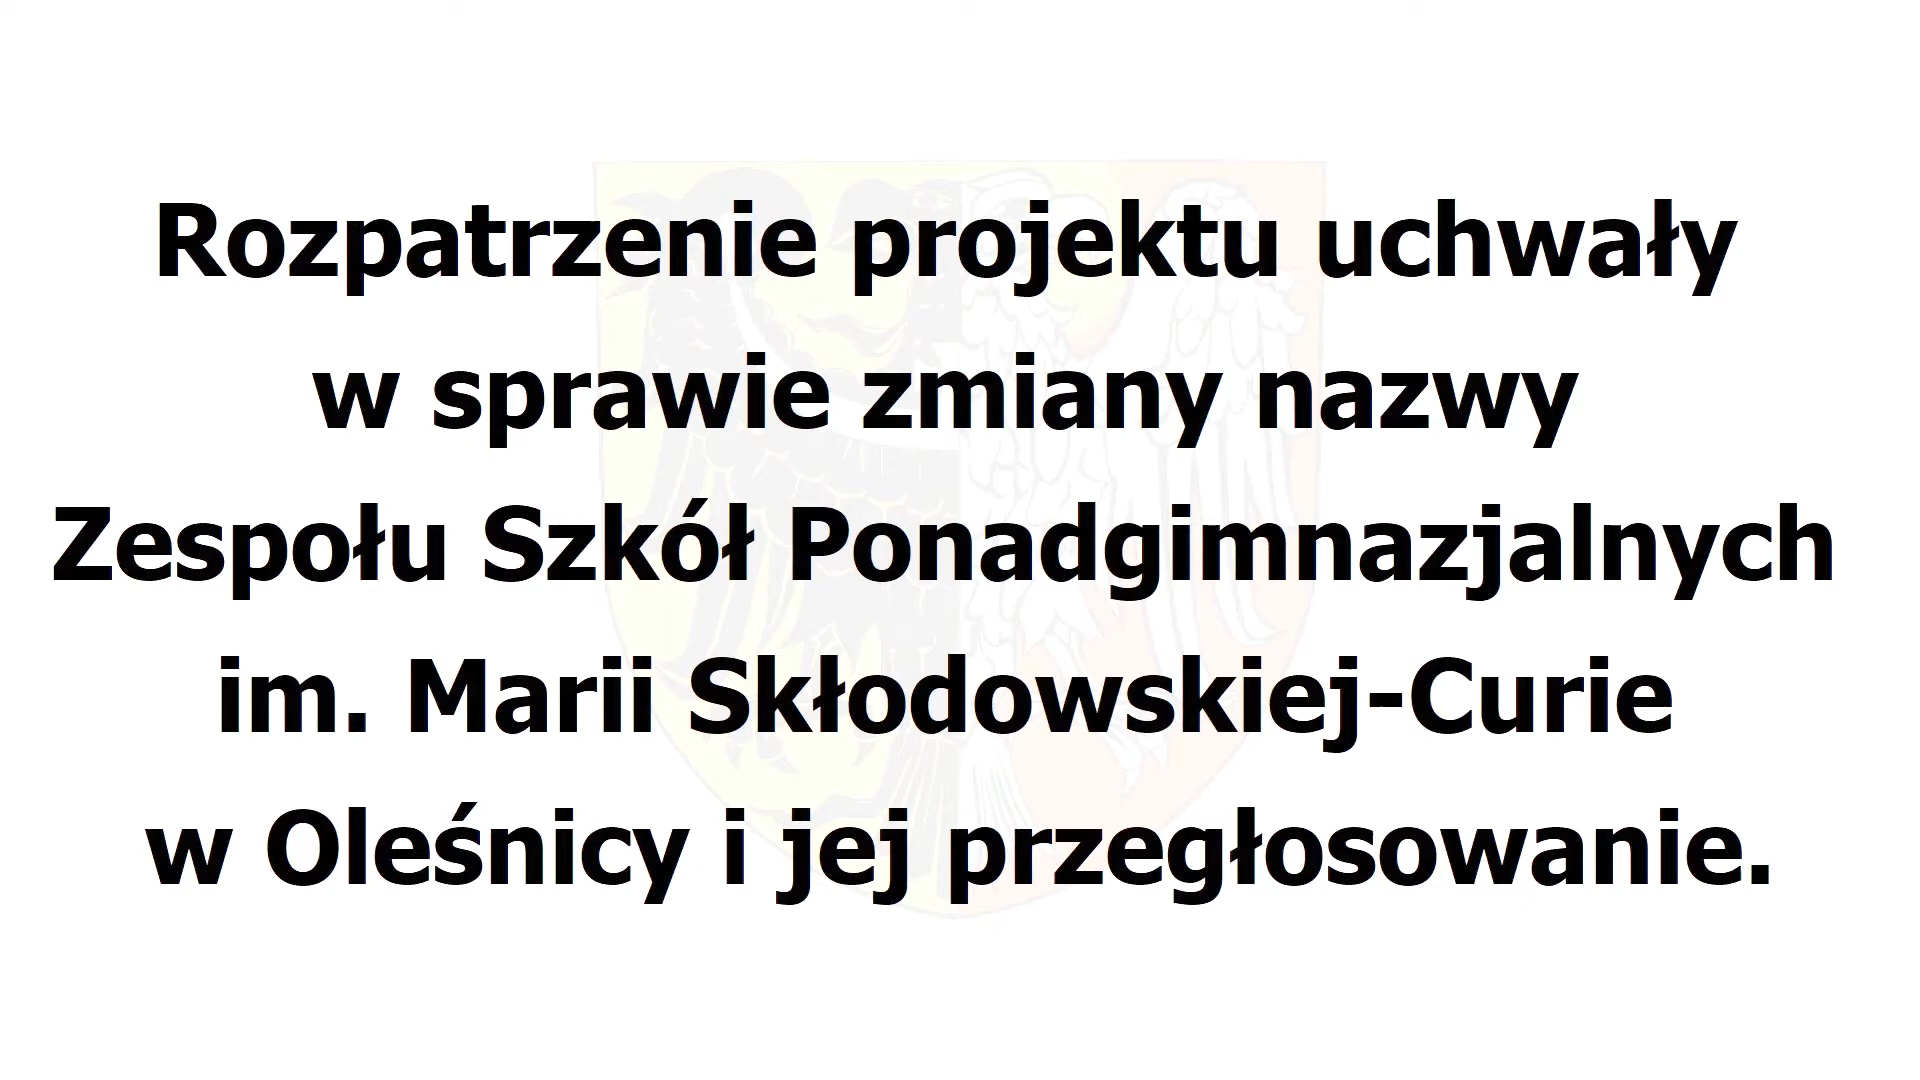 Rozpatrzenie projektu uchwały
w sprawie zmiany nazwy
Zespołu Szkół Ponadgimnazjalnych
im. Marii Skłodowskiej-Curie
w Oleśnicy i jej przegłosowanie.